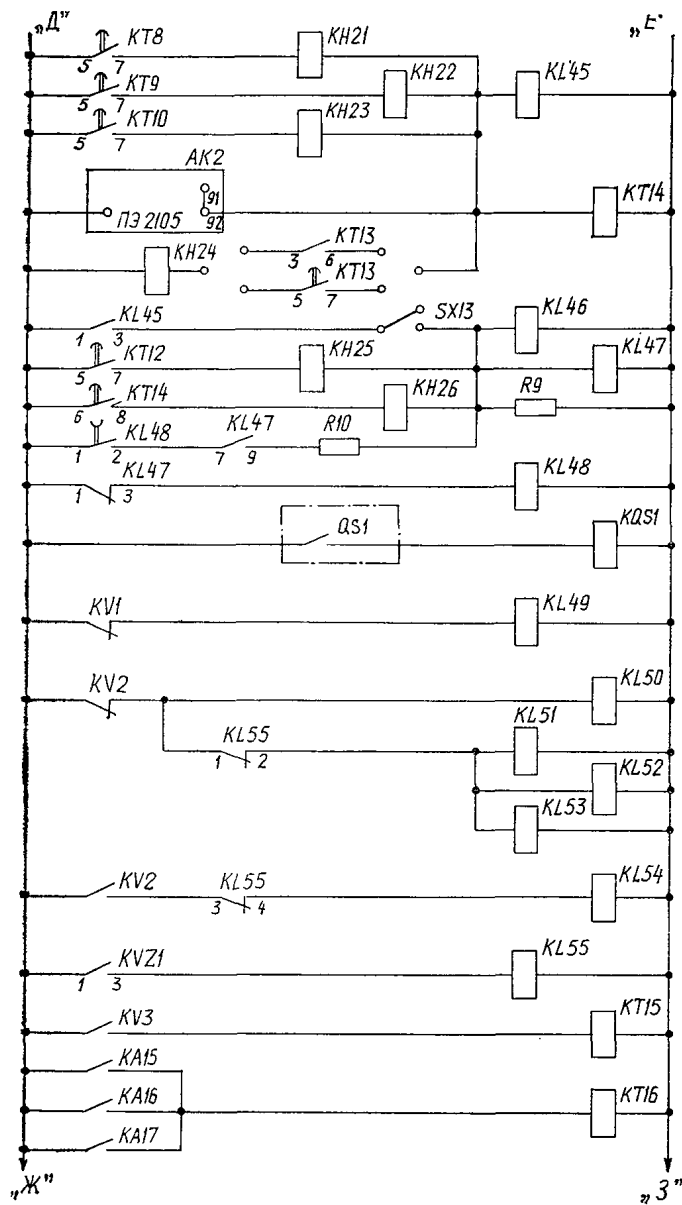 „Д" „Е"
KT8 KH21
5 7
KT9 KH22 KL45
5 7
KT10 KH23
5 7
AK2
91
ПЭ2105 92 KT14
KH24 KT13
3 6
KT13
5 7
KL45 SX13 KL46
1 3
KT12 KH25 KL47
5 7
KT14 KH26 R9
6 8
KL48 KL47 R10
1 2 7 9
KL47 KL48
1 3
QS1 KQS1
KV1 KL49
KV2 KL50
KL55 KL51
1 2
KL52
KL53
KV2 KL55 KL54
3 4
KVZ1 KL55
1 3
KV3 KT15
KA15
KA16 KT16
KA17
„Ж" „З"